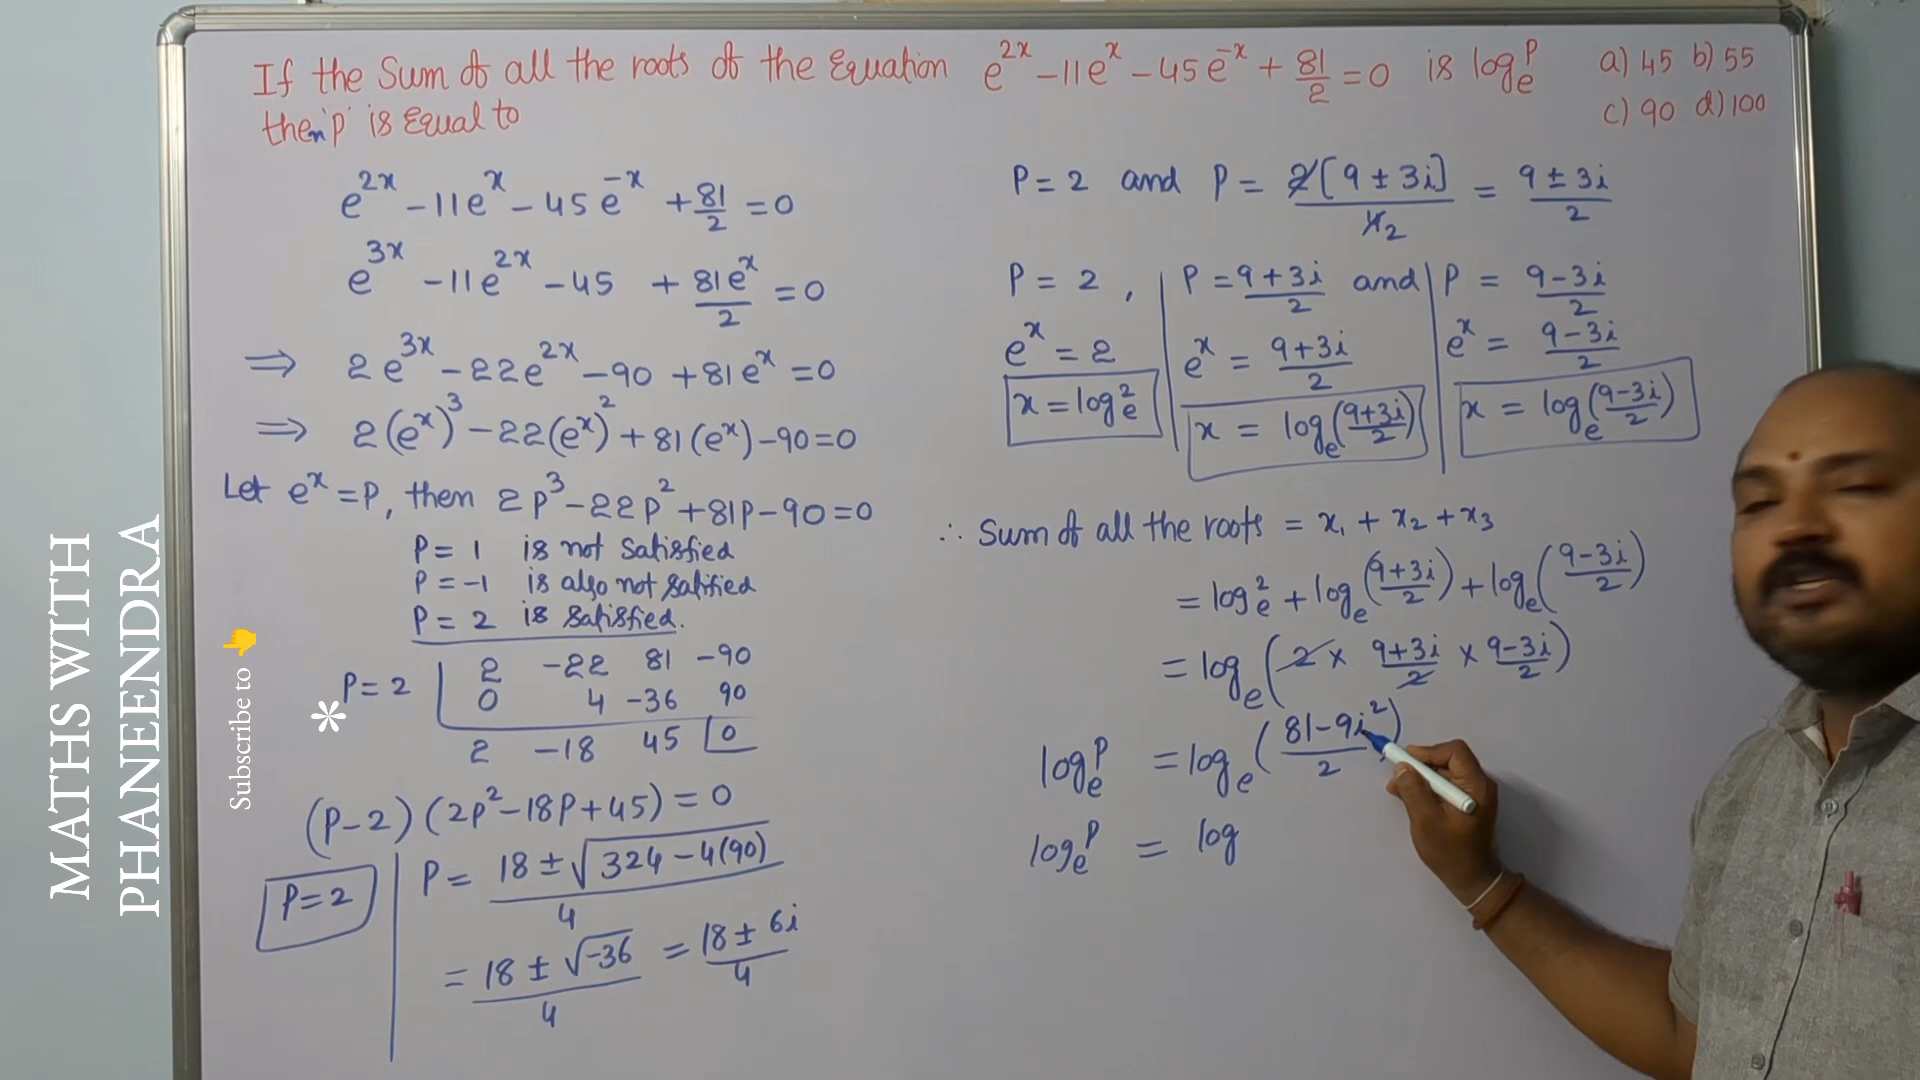 If the Sum of all the roots of the Equation e^{2x} - 11e^x - 45e^{-x} + 81/2 = 0 is log_e^P
then 'p' is Equal to
a) 45 b) 55
c) 90 d) 100
e^{2x} - 11e^x - 45e^{-x} + 81/2 = 0
e^{3x} - 11e^{2x} - 45 + 81e^x/2 = 0
⇒ 2e^{3x} - 22e^{2x} - 90 + 81e^x = 0
⇒ 2(e^x)^3 - 22(e^x)^2 + 81(e^x) - 90 = 0
Let e^x = P, then 2p^3 - 22p^2 + 81p - 90 = 0
P = 1 is not Satisfied
P = -1 is also not satified
P = 2 is Satisfied.
P = 2 | 2 -22 81 -90
0 4 -36 90
2 -18 45 |0
(P-2)(2p^2 - 18P + 45) = 0
P = 2
P = (18 ± √(324 - 4(90)))/4
= (18 ± √-36)/4 = (18 ± 6i)/4
P = 2 and P = 2[9 ± 3i]/4 2 = (9 ± 3i)/2
P = 2 , P = (9+3i)/2 and P = (9-3i)/2
e^x = 2 e^x = (9+3i)/2 e^x = (9-3i)/2
x = log_e^2 x = log_e((9+3i)/2) x = log_e((9-3i)/2)
∴ Sum of all the roots = x₁ + x₂ + x₃
= log_e^2 + log_e((9+3i)/2) + log_e((9-3i)/2)
= log_e(2 × (9+3i)/2 × (9-3i)/2)
log_e^P = log_e((81-9i^2)/2)
log_e^P = log
MATHS WITH
PHANEENDRA
Subscribe to 👆
*